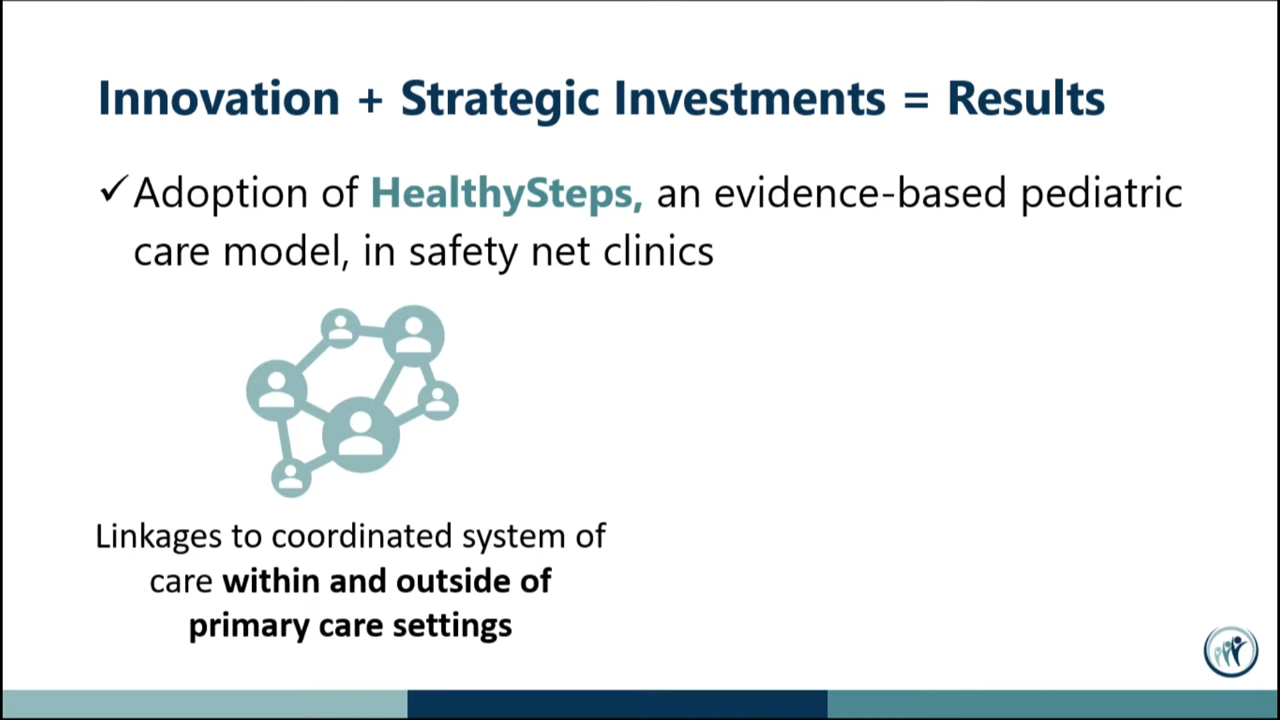 Innovation + Strategic Investments = Results
✓Adoption of HealthySteps, an evidence-based pediatric
care model, in safety net clinics
Linkages to coordinated system of
care within and outside of
primary care settings